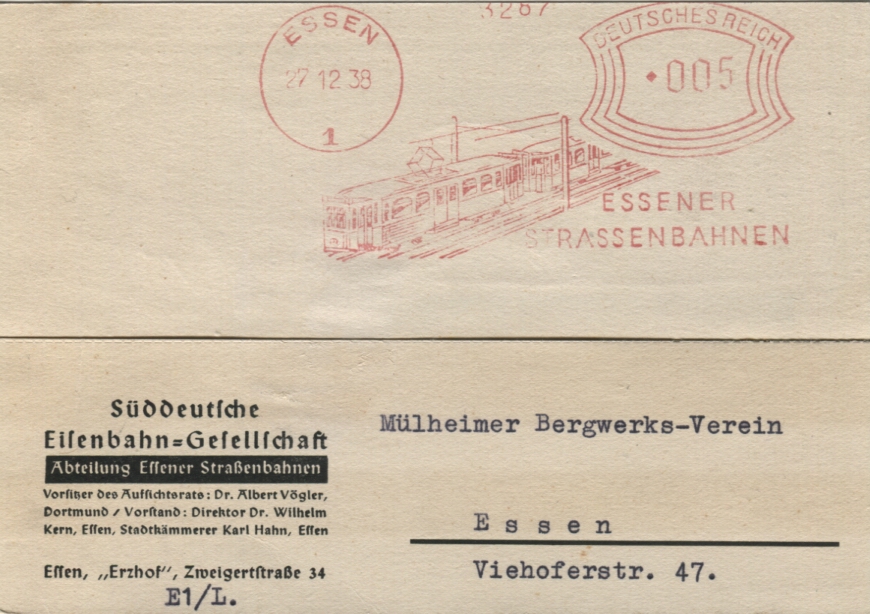 ESSEN
27.12.38
1
3267
DEUTSCHES REICH
005
ESSENER
STRASSENBAHNEN
Süddeutſche
Eiſenbahn=Geſellſchaft
Abteilung Eſſener Straßenbahnen
Vorſitzer des Aufſichtsrats: Dr. Albert Vögler,
Dortmund / Vorſtand: Direktor Dr. Wilhelm
Kern, Eſſen, Stadtkämmerer Karl Hahn, Eſſen
Eſſen, „Erzhof“, Zweigertſtraße 34
E1/L.
Mülheimer Bergwerks-Verein
Essen
Viehoferstr. 47.